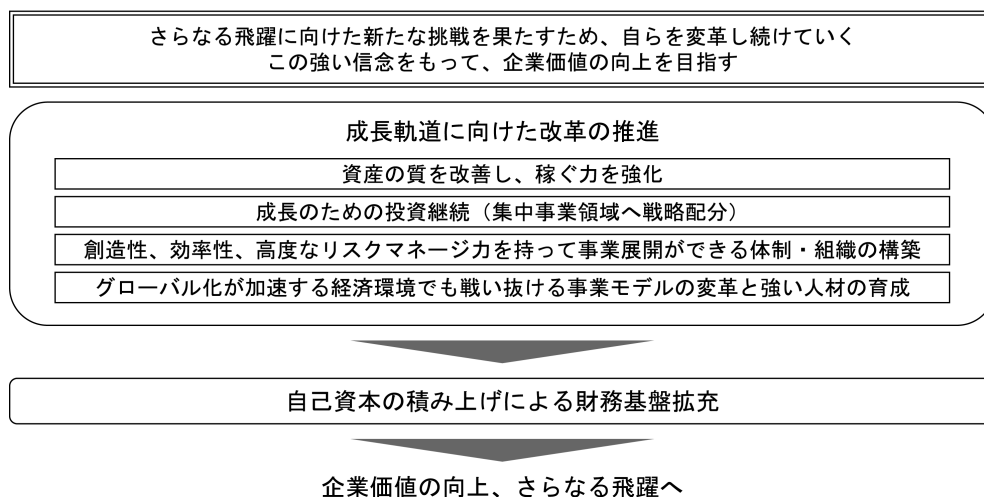 さらなる飛躍に向けた新たな挑戦を果たすため、自らを変革し続けていく
この強い信念をもって、企業価値の向上を目指す
成長軌道に向けた改革の推進
資産の質を改善し、稼ぐ力を強化
成長のための投資継続（集中事業領域へ戦略配分）
創造性、効率性、高度なリスクマネージ力を持って事業展開ができる体制・組織の構築
グローバル化が加速する経済環境でも戦い抜ける事業モデルの変革と強い人材の育成
自己資本の積み上げによる財務基盤拡充
企業価値の向上、さらなる飛躍へ